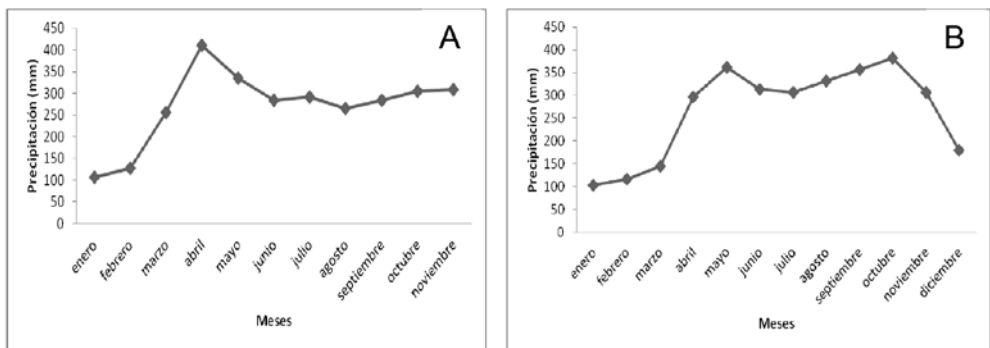 A
Precipitación (mm)
450
400
350
300
250
200
150
100
50
0
enero
febrero
marzo
abril
mayo
junio
julio
agosto
septiembre
octubre
noviembre
Meses
B
Precipitación (mm)
450
400
350
300
250
200
150
100
50
0
enero
febrero
marzo
abril
mayo
junio
julio
agosto
septiembre
octubre
noviembre
diciembre
Meses